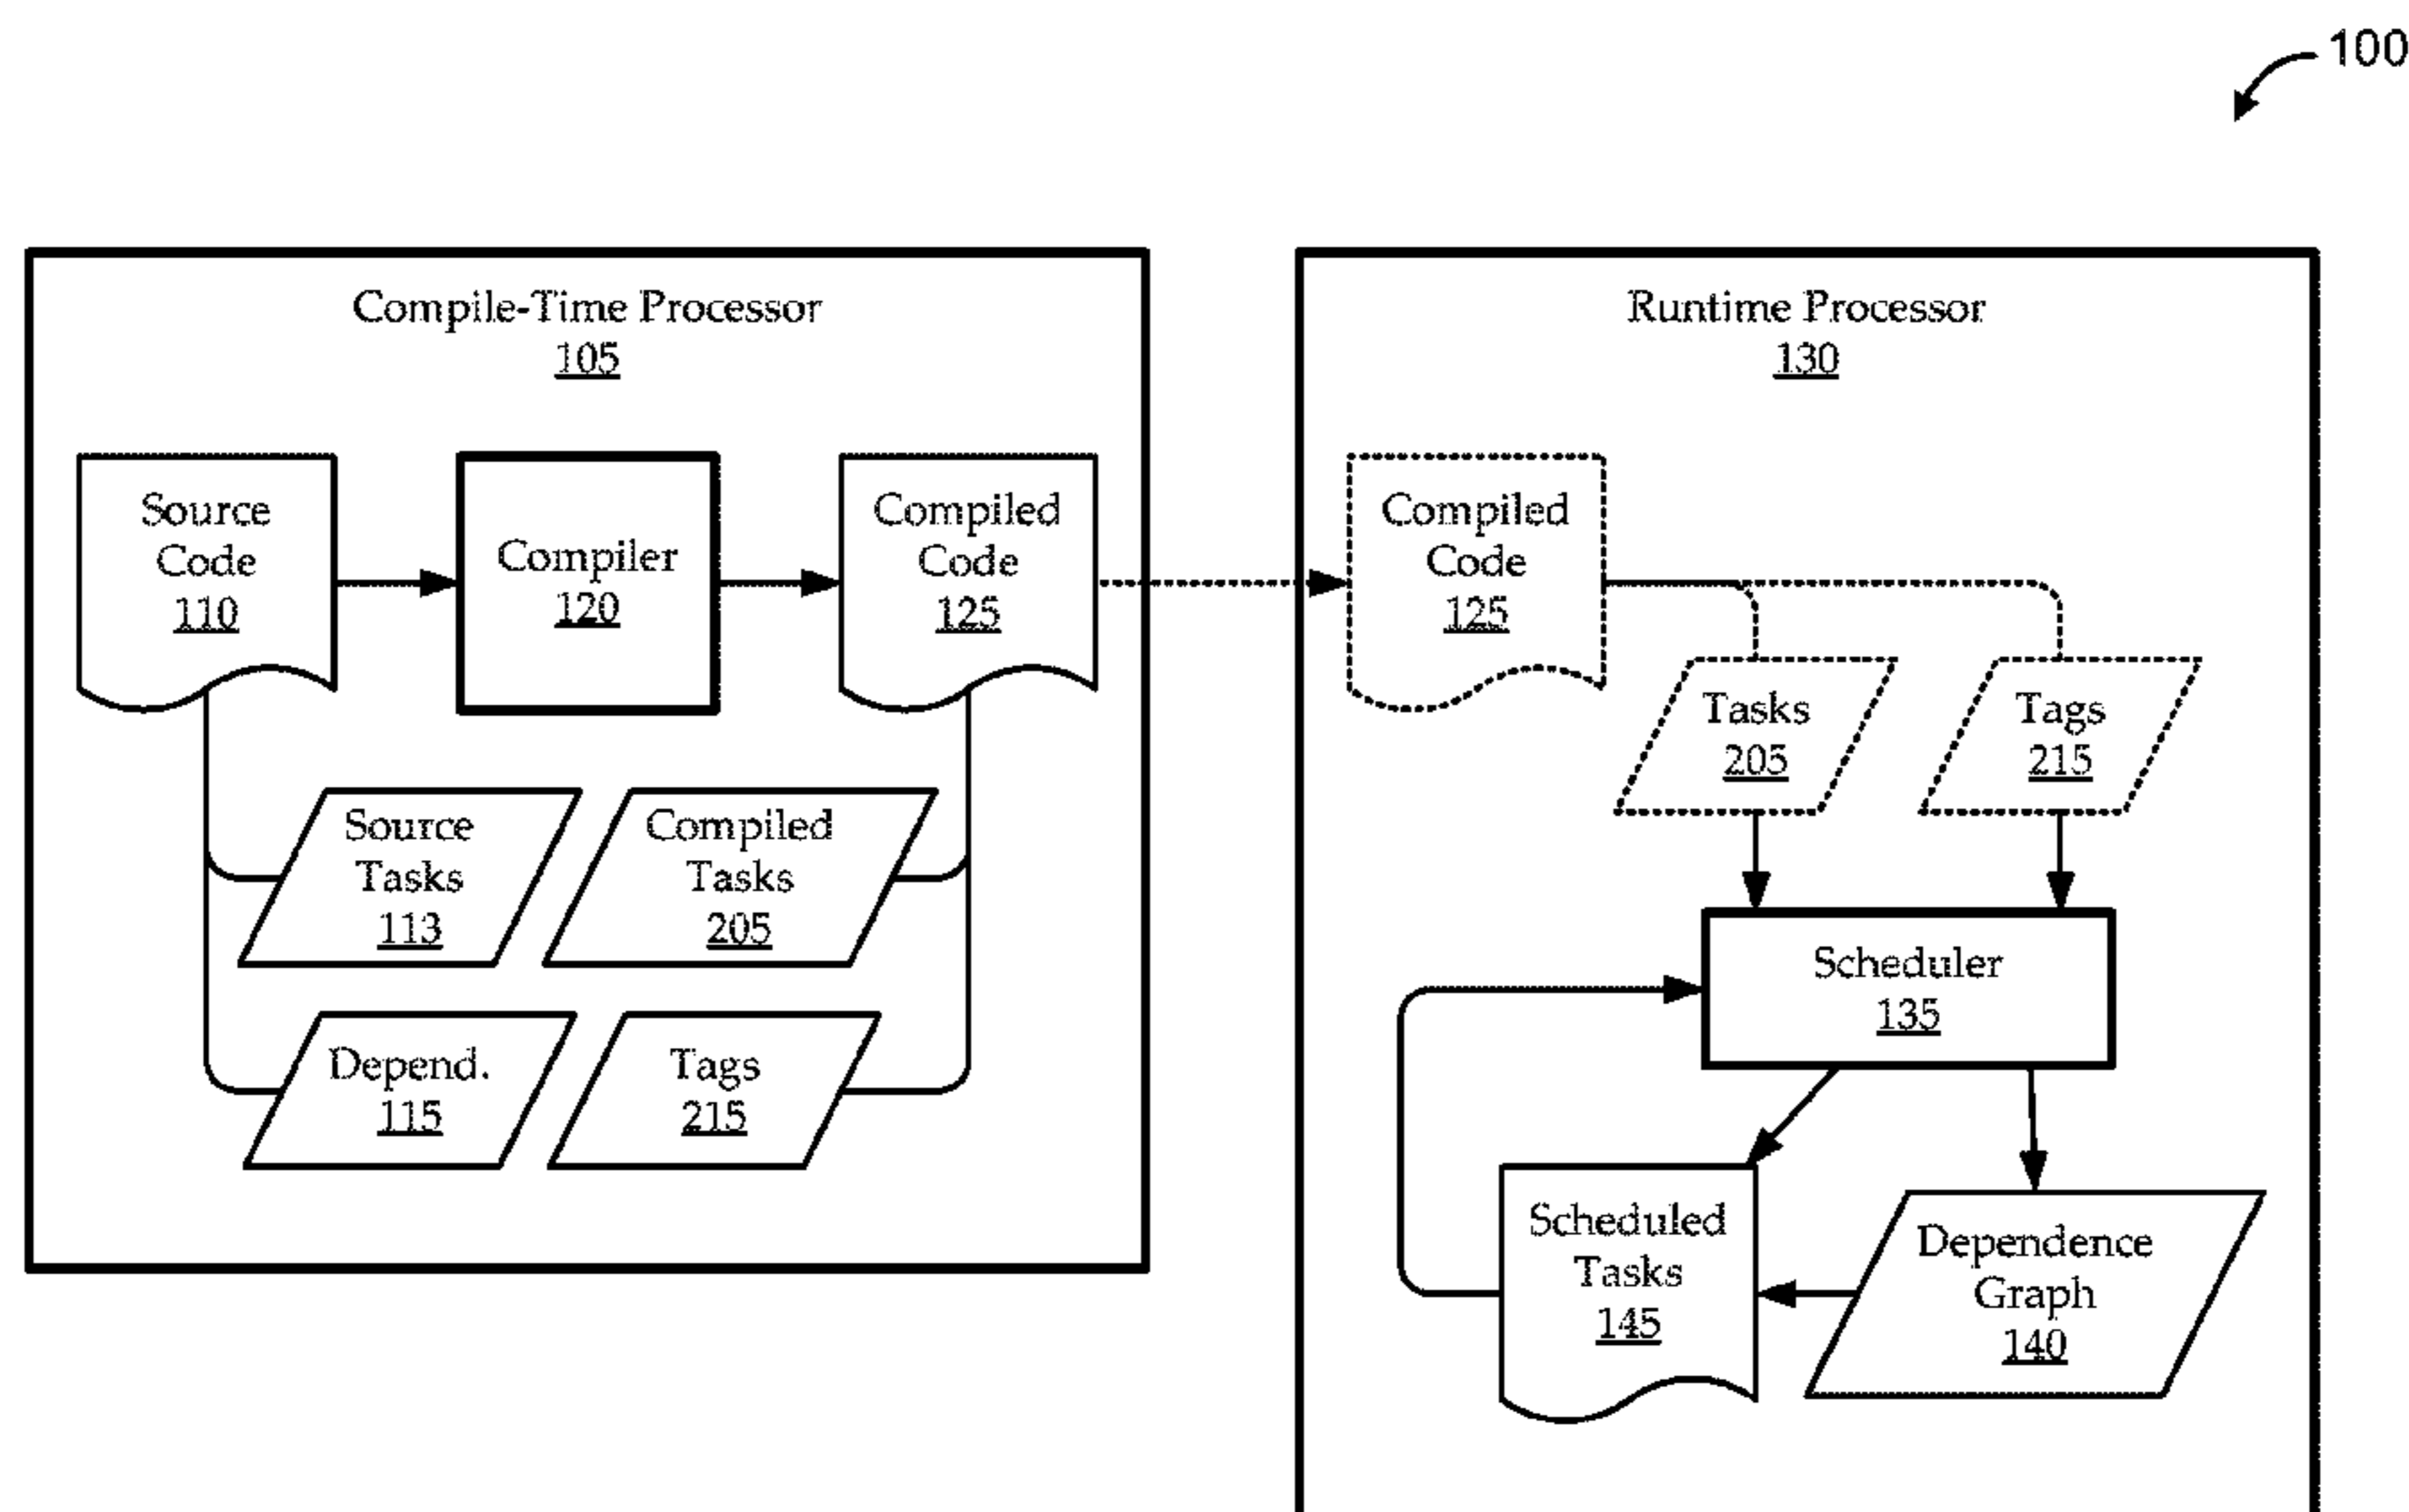 100
Compile-Time Processor
105
Source
Code
110
Compiler
120
Compiled
Code
125
Source
Tasks
113
Compiled
Tasks
205
Depend.
115
Tags
215
Runtime Processor
130
Compiled
Code
125
Tasks
205
Tags
215
Scheduler
135
Scheduled
Tasks
145
Dependence
Graph
140